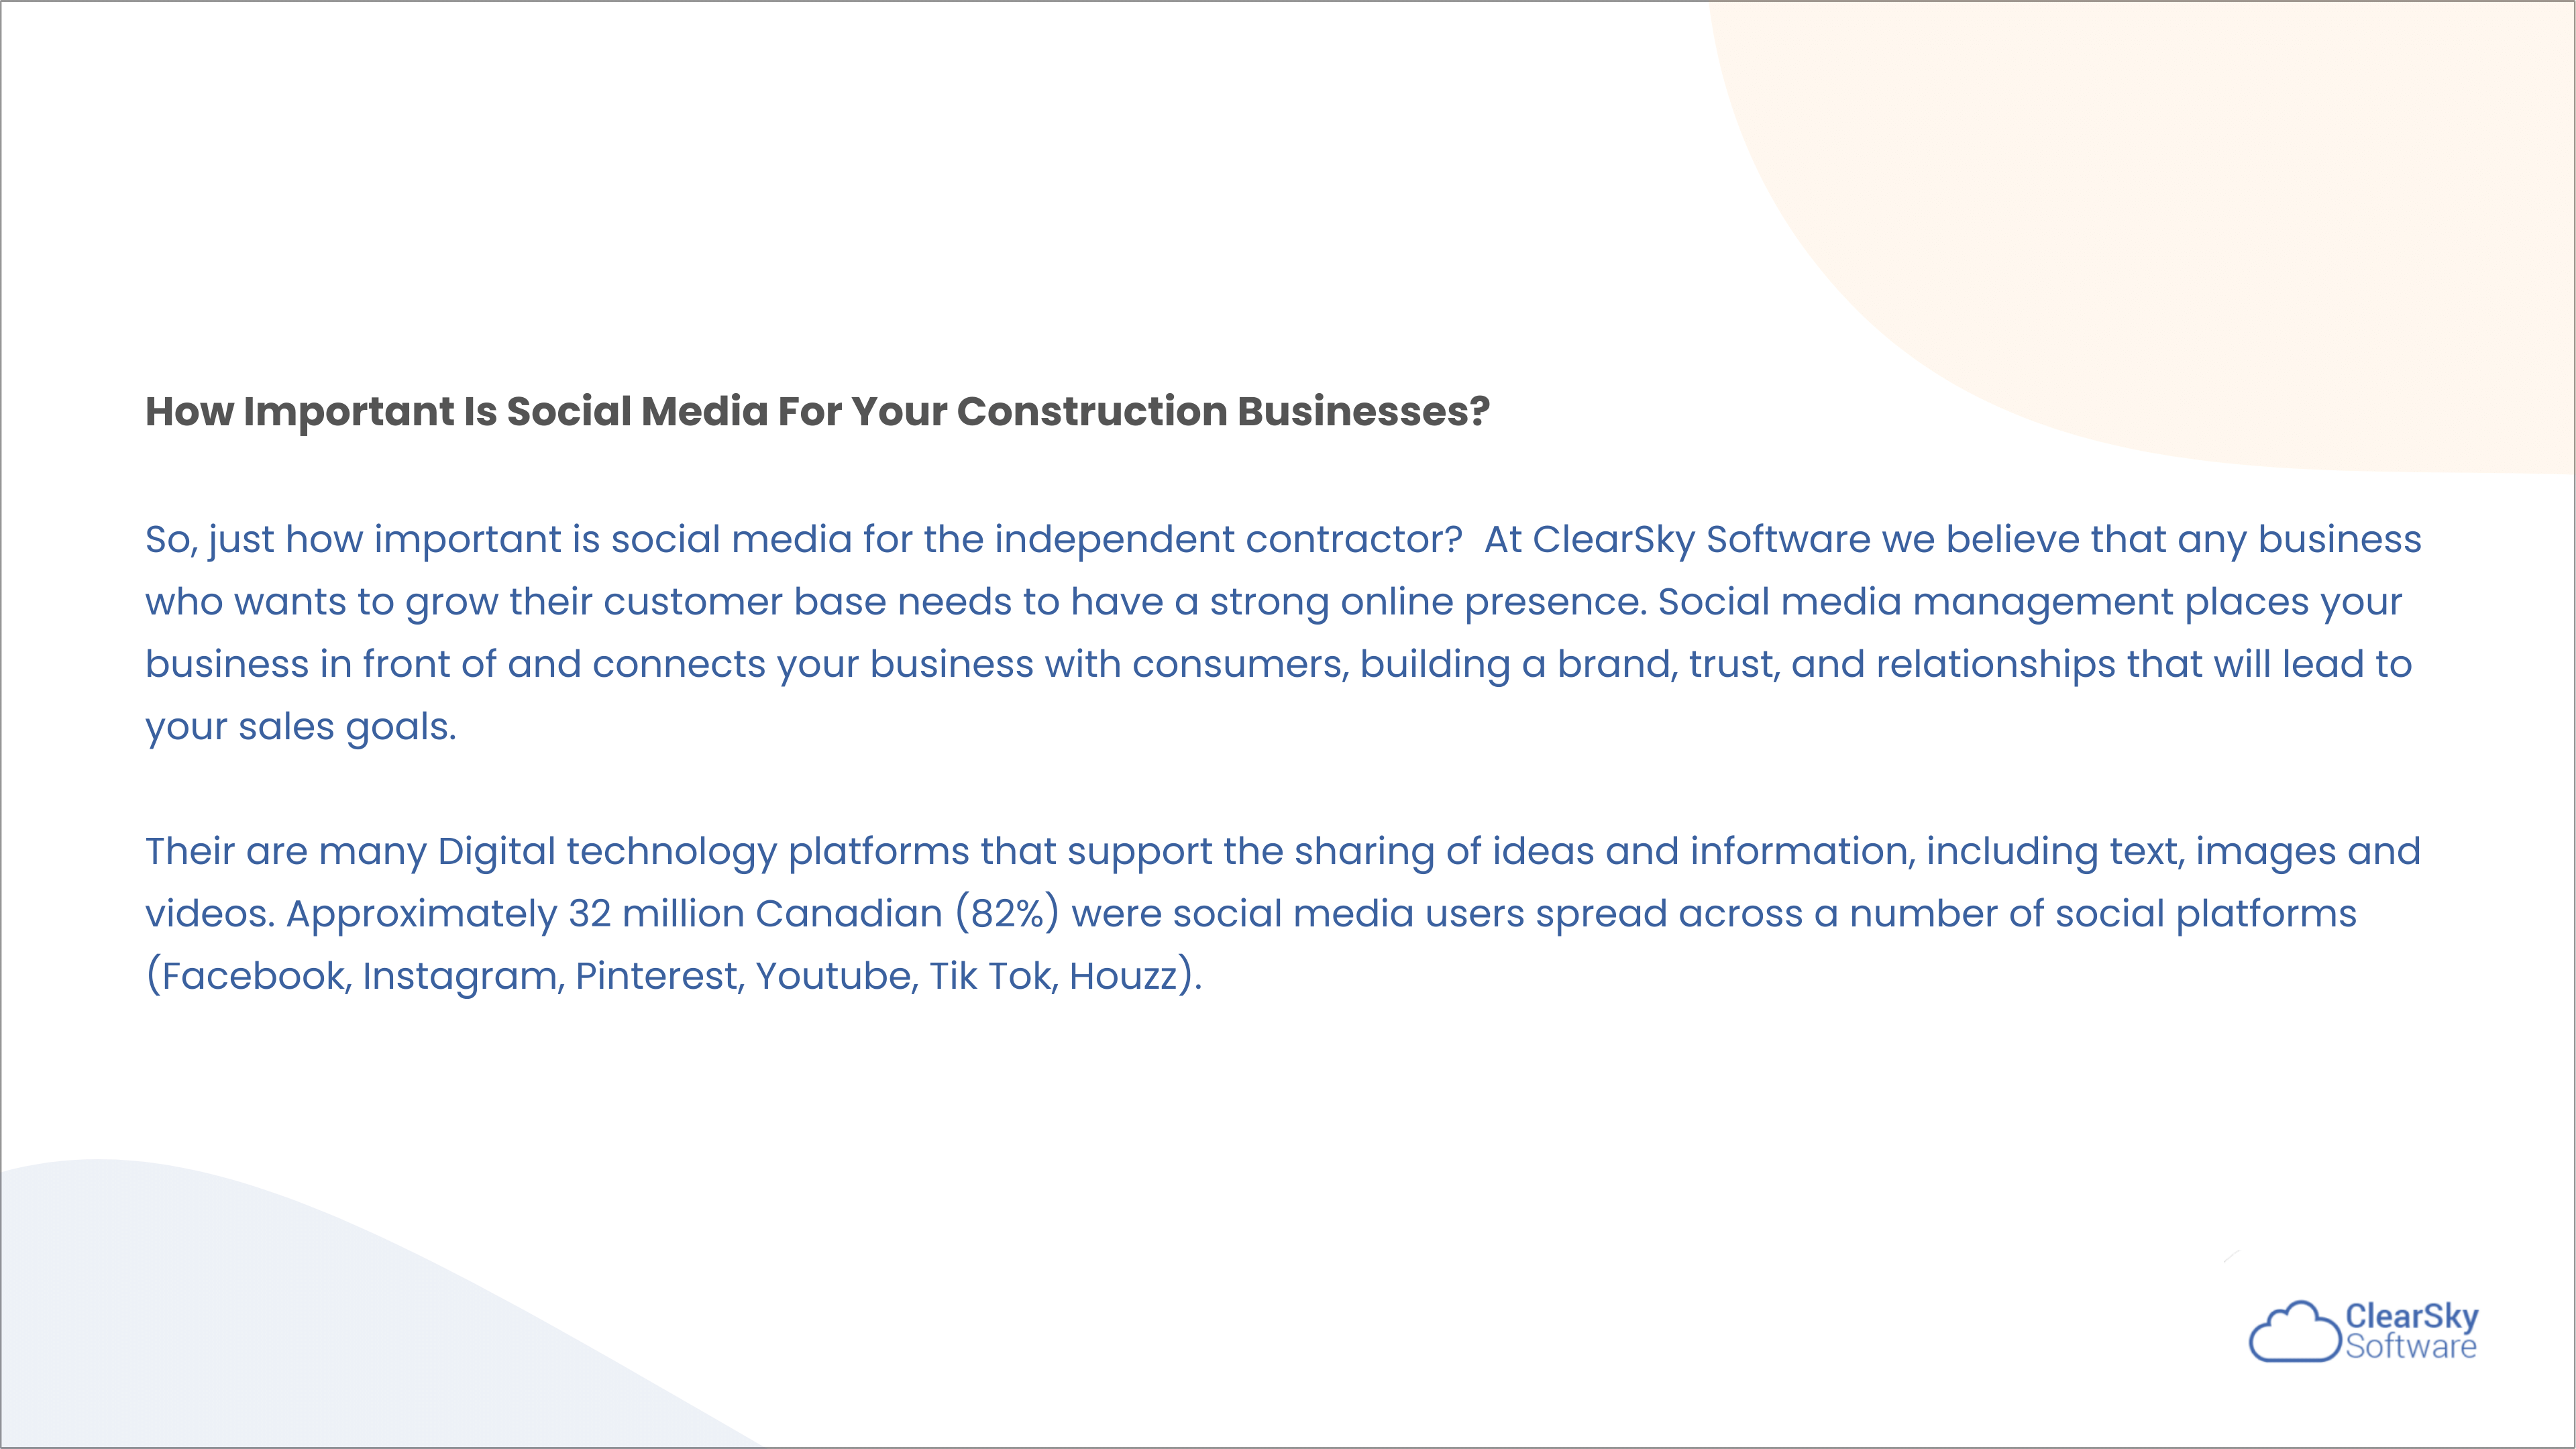 How Important Is Social Media For Your Construction Businesses?
So, just how important is social media for the independent contractor?  At ClearSky Software we believe that any business
who wants to grow their customer base needs to have a strong online presence. Social media management places your
business in front of and connects your business with consumers, building a brand, trust, and relationships that will lead to
your sales goals.
Their are many Digital technology platforms that support the sharing of ideas and information, including text, images and
videos. Approximately 32 million Canadian (82%) were social media users spread across a number of social platforms
(Facebook, Instagram, Pinterest, Youtube, Tik Tok, Houzz).
ClearSky
Software